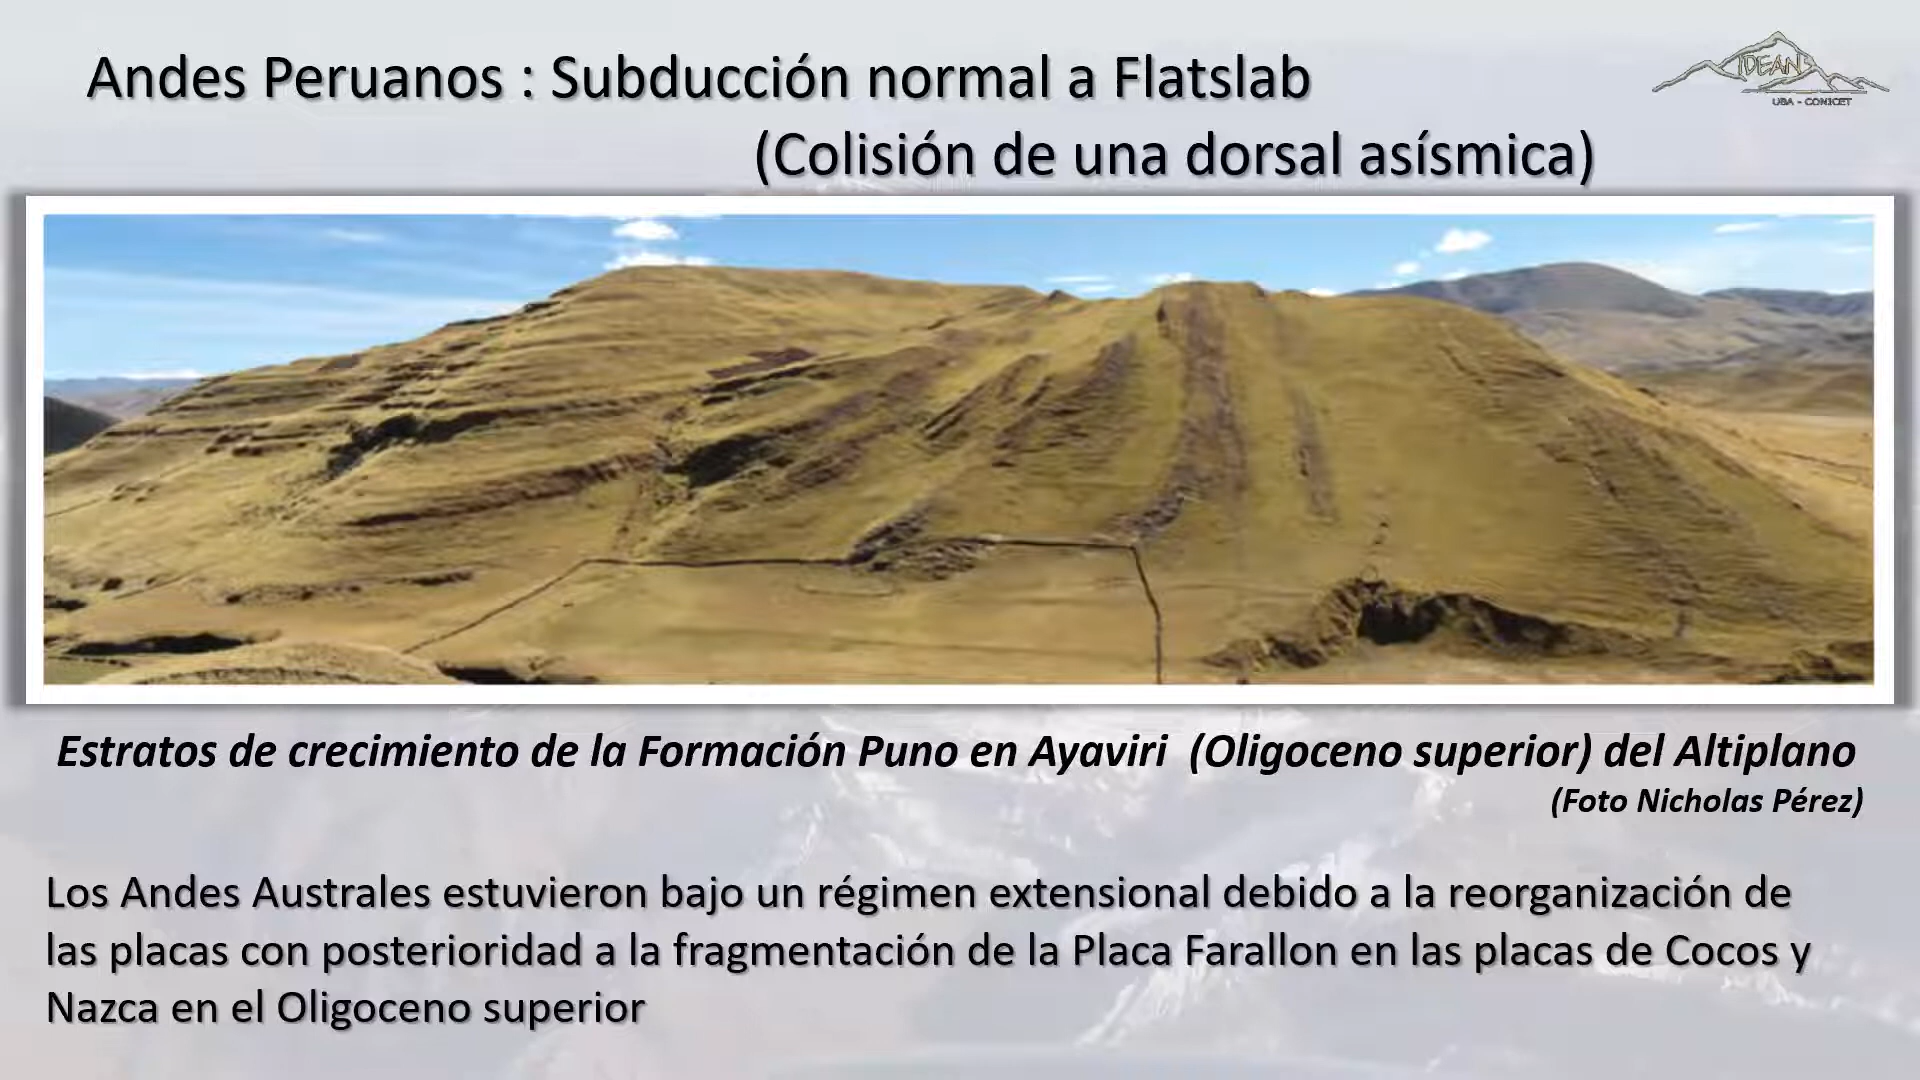 Andes Peruanos : Subducción normal a Flatslab
(Colisión de una dorsal asísmica)
IDEAN
UBA - CONICET
Estratos de crecimiento de la Formación Puno en Ayaviri (Oligoceno superior) del Altiplano
(Foto Nicholas Pérez)
Los Andes Australes estuvieron bajo un régimen extensional debido a la reorganización de
las placas con posterioridad a la fragmentación de la Placa Farallon en las placas de Cocos y
Nazca en el Oligoceno superior